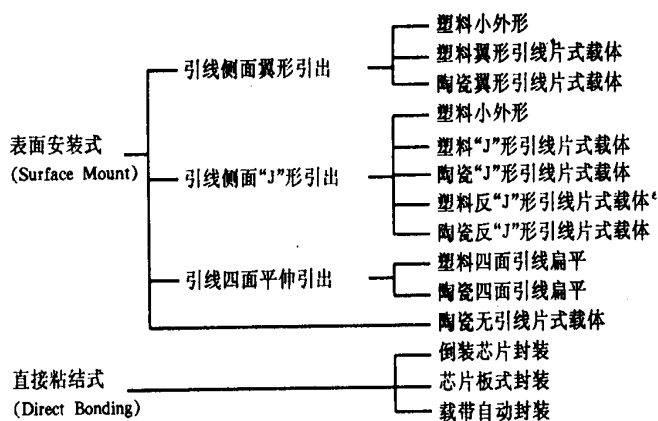 塑料小外形
引线侧面翼形引出
塑料翼形引线片式载体
陶瓷翼形引线片式载体
塑料小外形
表面安装式
(Surface Mount)
塑料“J”形引线片式载体
引线侧面“J”形引出
陶瓷“J”形引线片式载体
塑料反“J”形引线片式载体
陶瓷反“J”形引线片式载体
引线四面平伸引出
塑料四面引线扁平
陶瓷四面引线扁平
陶瓷无引线片式载体
直接粘结式
(Direct Bonding)
倒装芯片封装
芯片板式封装
载带自动封装